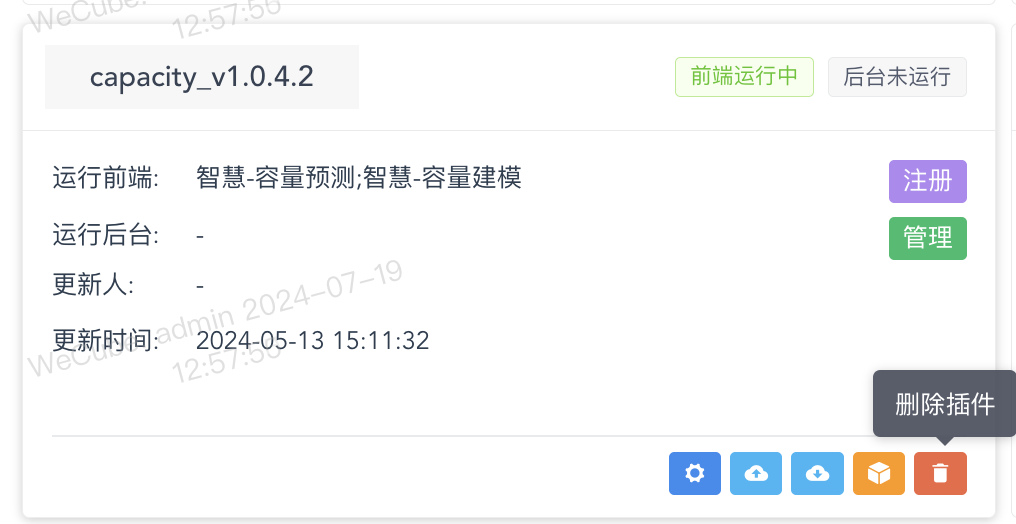 WeCube:
12:57:56
capacity_v1.0.4.2
前端运行中
后台未运行
运行前端: 智慧-容量预测;智慧-容量建模
注册
运行后台: -
管理
更新人: -
更新时间: 2024-05-13 15:11:32
WeCube: admin 2024-07-19
12:57:56
删除插件